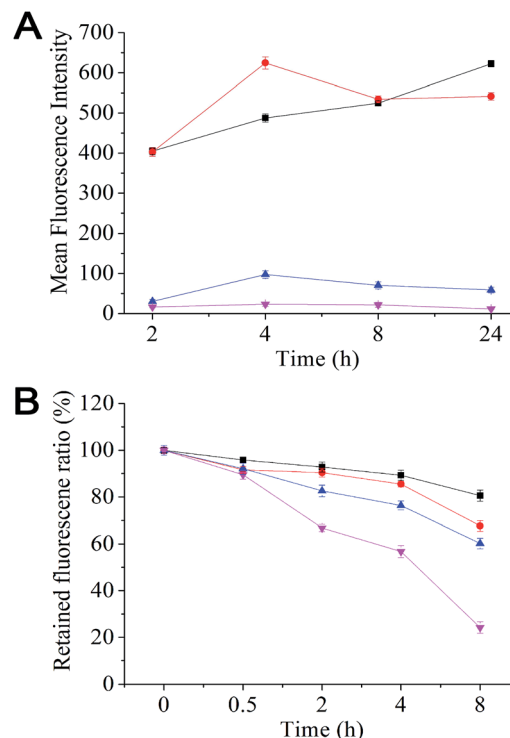 A
Mean Fluorescence Intensity
700
600
500
400
300
200
100
0
2 4 8 24
Time (h)
B
Retained fluorescene ratio (%)
120
100
80
60
40
20
0
0 0.5 2 4 8
Time (h)